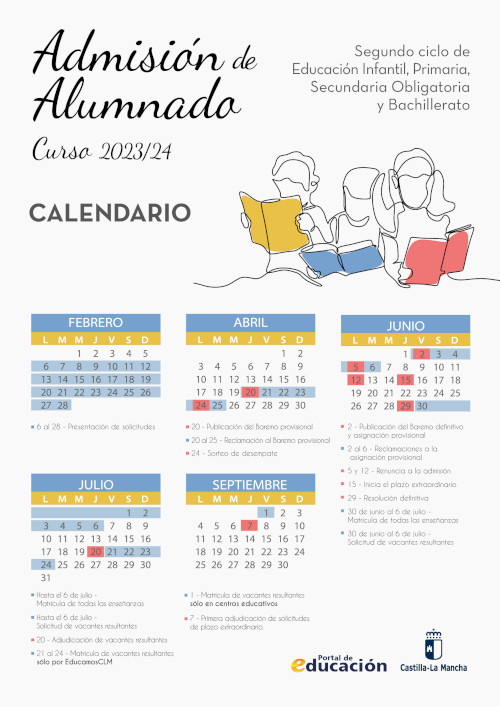 Admisión de
Alumnado
Curso 2023/24
Segundo ciclo de
Educación Infantil, Primaria,
Secundaria Obligatoria
y Bachillerato
CALENDARIO
FEBRERO
L M M J V S D
1 2 3 4 5
6 7 8 9 10 11 12
13 14 15 16 17 18 19
20 21 22 23 24 25 26
27 28
6 al 28 - Presentación de solicitudes
ABRIL
L M M J V S D
1 2
3 4 5 6 7 8 9
10 11 12 13 14 15 16
17 18 19 20 21 22 23
24 25 26 27 28 29 30
20 - Publicación del Baremo provisional
20 al 25 - Reclamación al Baremo provisional
24 - Sorteo de desempate
JUNIO
L M M J V S D
1 2 3 4
5 6 7 8 9 10 11
12 13 14 15 16 17 18
19 20 21 22 23 24 25
26 27 28 29 30
2 - Publicación del Baremo definitivo
y asignación provisional
2 al 6 - Reclamaciones a la
asignación provisional
5 y 12 - Renuncia a la admisión
15 - Inicia el plazo extraordinario
29 - Resolución definitiva
30 de junio al 6 de julio -
Matrícula de todas las enseñanzas
30 de junio al 6 de julio -
Solicitud de vacantes resultantes
JULIO
L M M J V S D
1 2
3 4 5 6 7 8 9
10 11 12 13 14 15 16
17 18 19 20 21 22 23
24 25 26 27 28 29 30
31
Hasta el 6 de julio -
Matrícula de todas las enseñanzas
Hasta el 6 de julio -
Solicitud de vacantes resultantes
20 - Adjudicación de vacantes resultantes
21 al 24 - Matrícula de vacantes resultantes
sólo por EducamosCLM
SEPTIEMBRE
L M M J V S D
1 2 3
4 5 6 7 8 9 10
11 12 13 14 15 16 17
18 19 20 21 22 23 24
25 26 27 28 29 30
1 - Matrícula de vacantes resultantes
sólo en centros educativos
7 - Primera adjudicación de solicitudes
de plazo extraordinario
Portal de
educación
Castilla-La Mancha